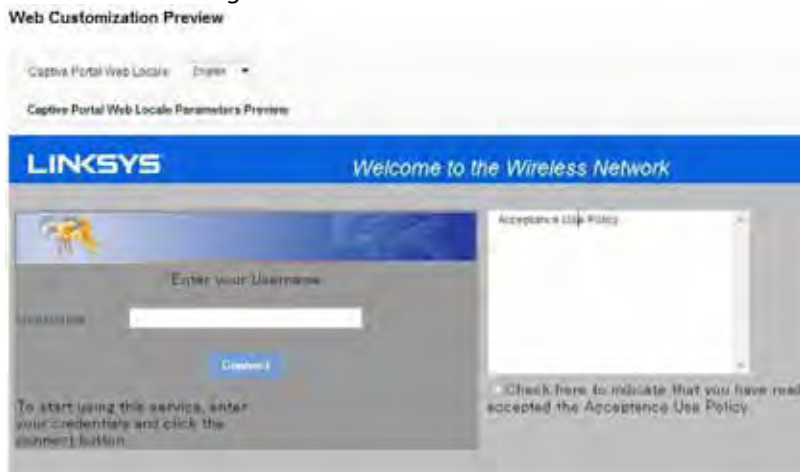 Web Customization Preview
Captive Portal Web Locale English
Captive Portal Web Locale Parameters Preview
LINKSYS
Welcome to the Wireless Network
Acceptance Use Policy
Enter your Username
Username
Connect
To start using this service, enter
your credentials and click the
connect button
Check here to indicate that you have read
accepted the Acceptance Use Policy